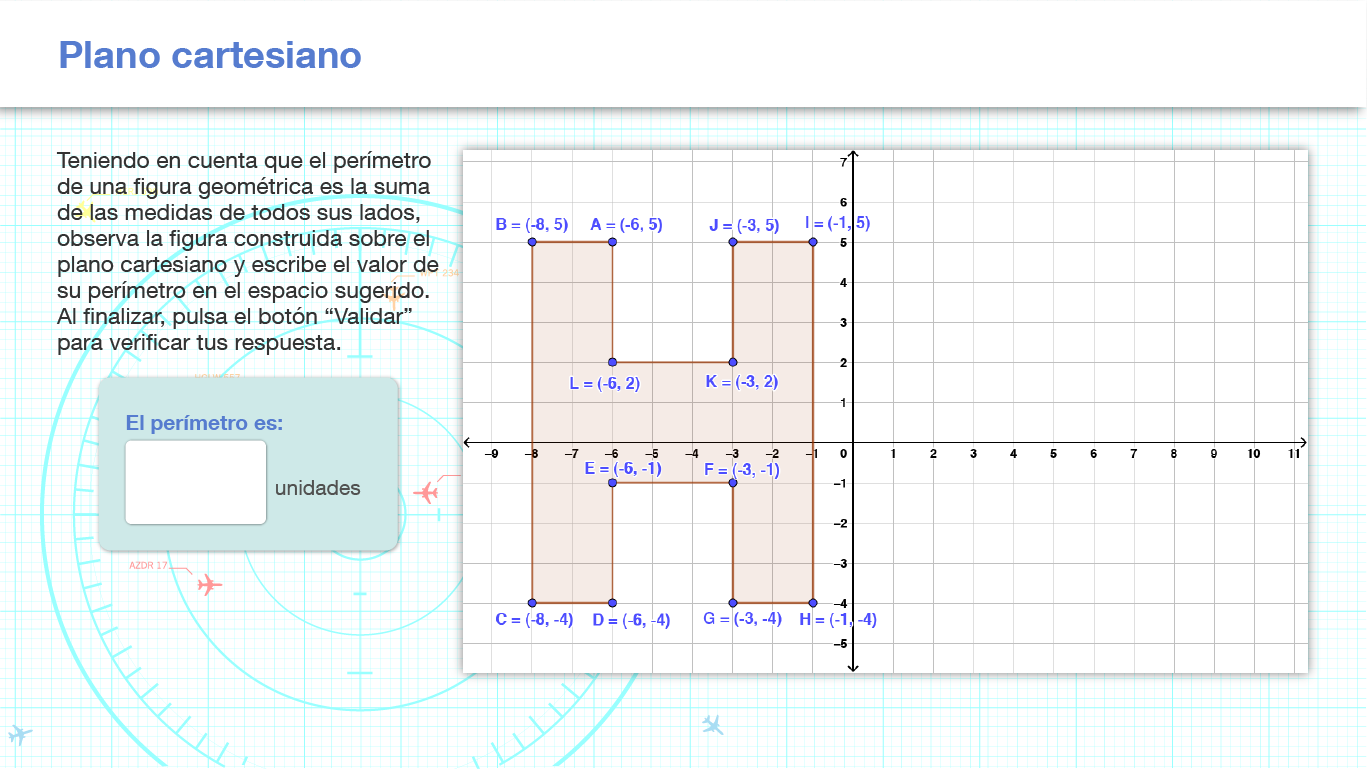 Plano cartesiano
Teniendo en cuenta que el perímetro
de una figura geométrica es la suma
de las medidas de todos sus lados,
observa la figura construida sobre el
plano cartesiano y escribe el valor de
su perímetro en el espacio sugerido.
Al finalizar, pulsa el botón “Validar”
para verificar tus respuesta.
El perímetro es:
unidades
AZDR 17
7
6
B = (-8, 5) A = (-6, 5) J = (-3, 5) I = (-1, 5)
5
4
3
2
L = (-6, 2) K = (-3, 2)
1
–9 –8 –7 –6 –5 –4 –3 –2 –1 0 1 2 3 4 5 6 7 8 9 10 11
E = (-6, -1) F = (-3, -1)
–1
–2
–3
–4
C = (-8, -4) D = (-6, -4) G = (-3, -4) H = (-1, -4)
–5